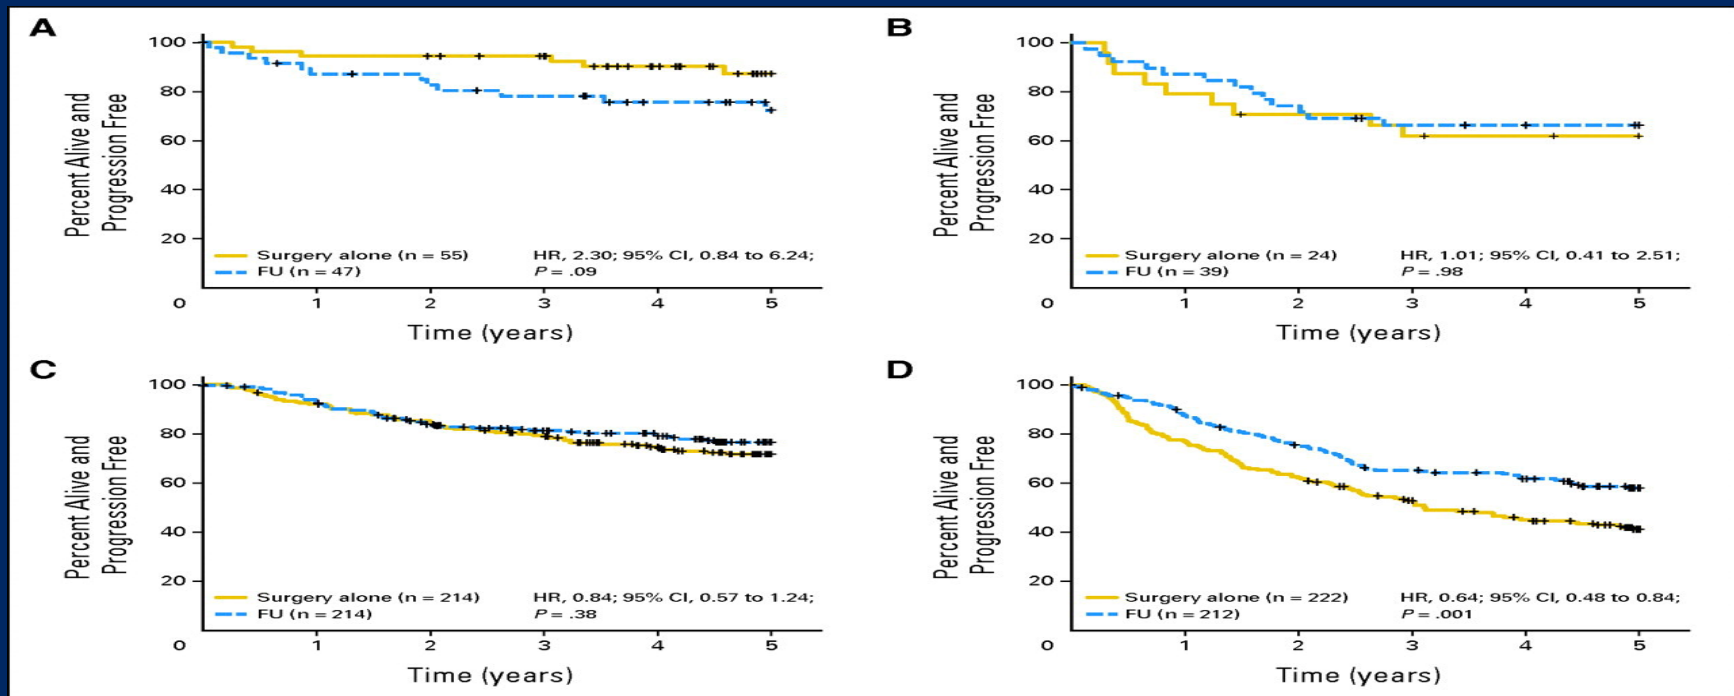 A
Percent Alive and
Progression Free
100
80
60
40
20
0
Surgery alone (n = 55)
FU (n = 47)
HR, 2.30; 95% CI, 0.84 to 6.24;
P = .09
1 2 3 4 5
Time (years)
B
Percent Alive and
Progression Free
100
80
60
40
20
0
Surgery alone (n = 24)
FU (n = 39)
HR, 1.01; 95% CI, 0.41 to 2.51;
P = .98
1 2 3 4 5
Time (years)
C
Percent Alive and
Progression Free
100
80
60
40
20
0
Surgery alone (n = 214)
FU (n = 214)
HR, 0.84; 95% CI, 0.57 to 1.24;
P = .38
1 2 3 4 5
Time (years)
D
Percent Alive and
Progression Free
100
80
60
40
20
0
Surgery alone (n = 222)
FU (n = 212)
HR, 0.64; 95% CI, 0.48 to 0.84;
P = .001
1 2 3 4 5
Time (years)